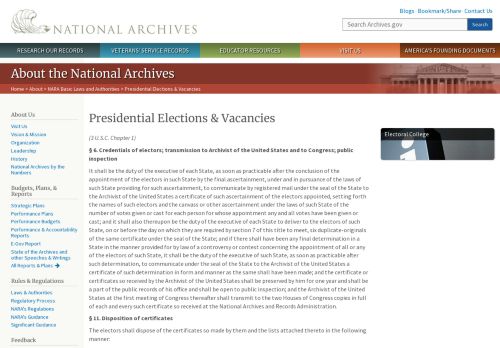 Blogs · Bookmark/Share · Contact Us
NATIONAL ARCHIVES
Search Archives.gov
Search
RESEARCH OUR RECORDS
VETERANS' SERVICE RECORDS
EDUCATOR RESOURCES
VISIT US
AMERICA'S FOUNDING DOCUMENTS
About the National Archives
Home > About > NARA Basic Laws and Authorities > Presidential Elections & Vacancies
About Us
Visit Us
Vision & Mission
Organization
Leadership
History
National Archives by the
Numbers
Budgets, Plans, &
Reports
Strategic Plans
Performance Plans
Performance Budgets
Performance & Accountability
Reports
E-Gov Report
State of the Archives and
other Speeches & Writings
All Reports & Plans
Rules & Regulations
Laws & Authorities
Regulatory Process
NARA's Regulations
NARA's Guidance
Significant Guidance
Feedback
Presidential Elections & Vacancies
(3 U.S.C. Chapter 1)
§ 6. Credentials of electors; transmission to Archivist of the United States and to Congress; public
inspection
It shall be the duty of the executive of each State, as soon as practicable after the conclusion of the
appointment of the electors in such State by the final ascertainment, under and in pursuance of the laws of
such State providing for such ascertainment, to communicate by registered mail under the seal of the State to
the Archivist of the United States a certificate of such ascertainment of the electors appointed, setting forth
the names of such electors and the canvass or other ascertainment under the laws of such State of the
number of votes given or cast for each person for whose appointment any and all votes have been given or
cast; and it shall also thereupon be the duty of the executive of each State to deliver to the electors of such
State, on or before the day on which they are required by section 7 of this title to meet, six duplicate-originals
of the same certificate under the seal of the State; and if there shall have been any final determination in a
State in the manner provided for by law of a controversy or contest concerning the appointment of all or any
of the electors of such State, it shall be the duty of the executive of such State, as soon as practicable after
such determination, to communicate under the seal of the State to the Archivist of the United States a
certificate of such determination in form and manner as the same shall have been made; and the certificate or
certificates so received by the Archivist of the United States shall be preserved by him for one year and shall be
a part of the public records of his office and shall be open to public inspection; and the Archivist of the United
States at the first meeting of Congress thereafter shall transmit to the two Houses of Congress copies in full
of each and every such certificate so received at the National Archives and Records Administration.
§ 11. Disposition of certificates
The electors shall dispose of the certificates so made by them and the lists attached thereto in the following
manner:
Electoral College